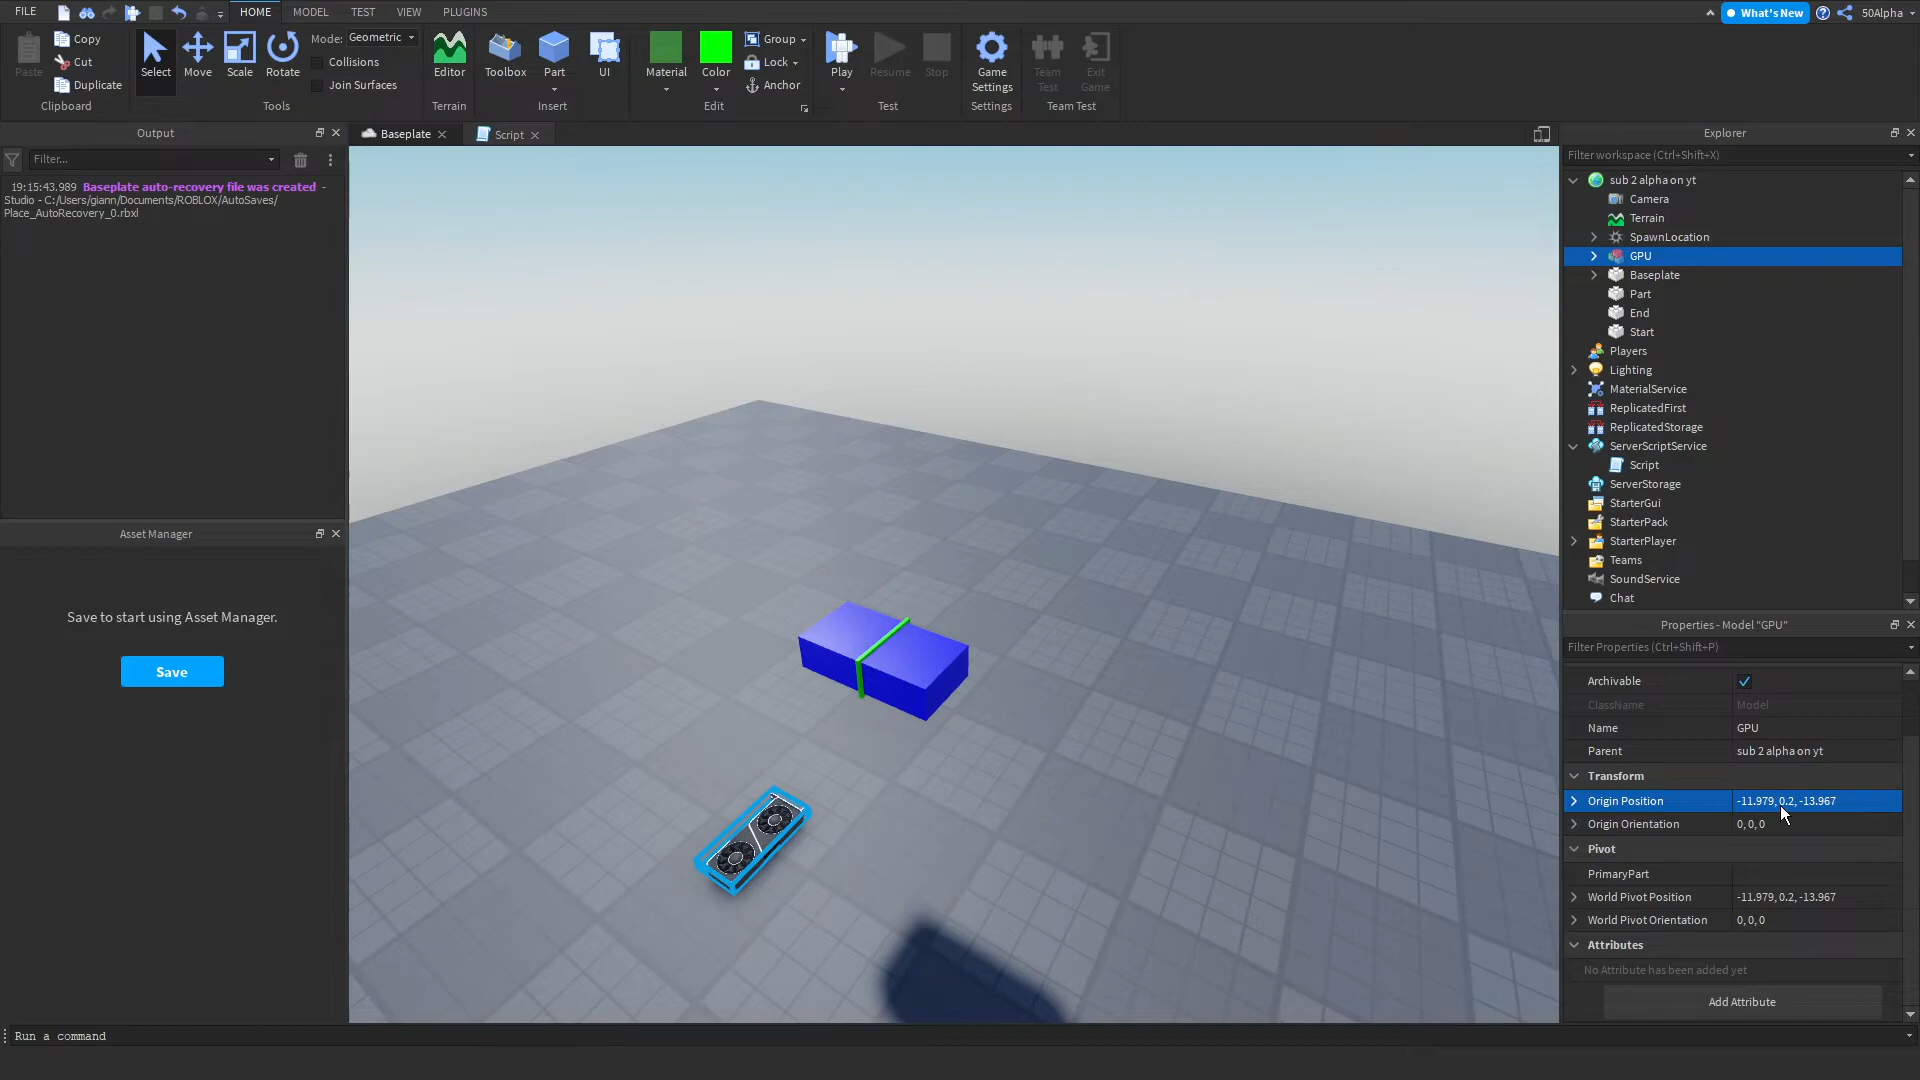 FILE
HOME
MODEL
TEST
VIEW
PLUGINS
What's New
50Alpha
Paste
Copy
Cut
Duplicate
Clipboard
Select
Move
Scale
Rotate
Mode: Geometric
Collisions
Join Surfaces
Tools
Editor
Terrain
Toolbox
Part
UI
Insert
Material
Color
Group
Lock
Anchor
Edit
Play
Resume
Stop
Test
Game
Settings
Settings
Team
Test
Exit
Game
Team Test
Output
Filter...
19:15:43.989 Baseplate auto-recovery file was created -
Studio - C:/Users/giann/Documents/ROBLOX/AutoSaves/
Place_AutoRecovery_0.rbxl
Asset Manager
Save to start using Asset Manager.
Save
Baseplate
Script
Explorer
Filter workspace (Ctrl+Shift+X)
sub 2 alpha on yt
Camera
Terrain
SpawnLocation
GPU
Baseplate
Part
End
Start
Players
Lighting
MaterialService
ReplicatedFirst
ReplicatedStorage
ServerScriptService
Script
ServerStorage
StarterGui
StarterPack
StarterPlayer
Teams
SoundService
Chat
Properties - Model "GPU"
Filter Properties (Ctrl+Shift+P)
Archivable
ClassName Model
Name GPU
Parent sub 2 alpha on yt
Transform
Origin Position -11.979, 0.2, -13.967
Origin Orientation 0, 0, 0
Pivot
PrimaryPart
World Pivot Position -11.979, 0.2, -13.967
World Pivot Orientation 0, 0, 0
Attributes
No Attribute has been added yet
Add Attribute
Run a command